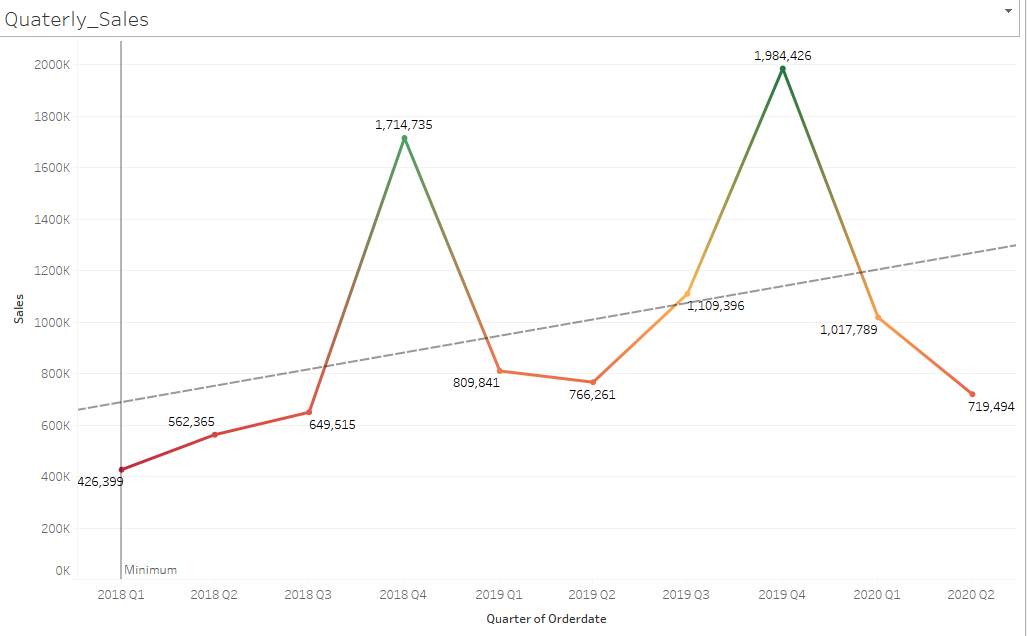 Quaterly_Sales
2000K
1800K
1600K
1400K
1200K
1000K
800K
600K
400K
200K
0K
Sales
1,984,426
1,714,735
1,109,396
1,017,789
809,841
766,261
719,494
649,515
562,365
426,399
Minimum
2018 Q1 2018 Q2 2018 Q3 2018 Q4 2019 Q1 2019 Q2 2019 Q3 2019 Q4 2020 Q1 2020 Q2
Quarter of Orderdate